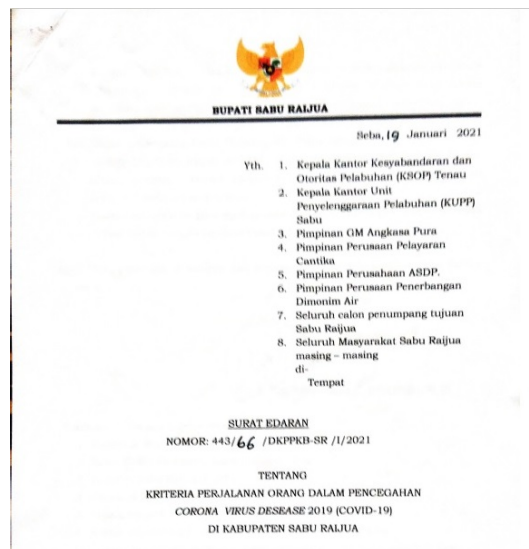 BUPATI SABU RAIJUA
Seba, 19 Januari 2021
Yth. 1. Kepala Kantor Kesyabandaran dan
Otoritas Pelabuhan (KSOP) Tenau
2. Kepala Kantor Unit
Penyelenggaraan Pelabuhan (KUPP)
Sabu
3. Pimpinan GM Angkasa Pura
4. Pimpinan Perusaan Pelayaran
Cantika
5. Pimpinan Perusahaan ASDP.
6. Pimpinan Perusaan Penerbangan
Dimonim Air
7. Seluruh calon penumpang tujuan
Sabu Raijua
8. Seluruh Masyarakat Sabu Raijua
masing – masing
di-
Tempat
SURAT EDARAN
NOMOR: 443/66 /DKPPKB-SR /I/2021
TENTANG
KRITERIA PERJALANAN ORANG DALAM PENCEGAHAN
CORONA VIRUS DESEASE 2019 (COVID-19)
DI KABUPATEN SABU RAIJUA